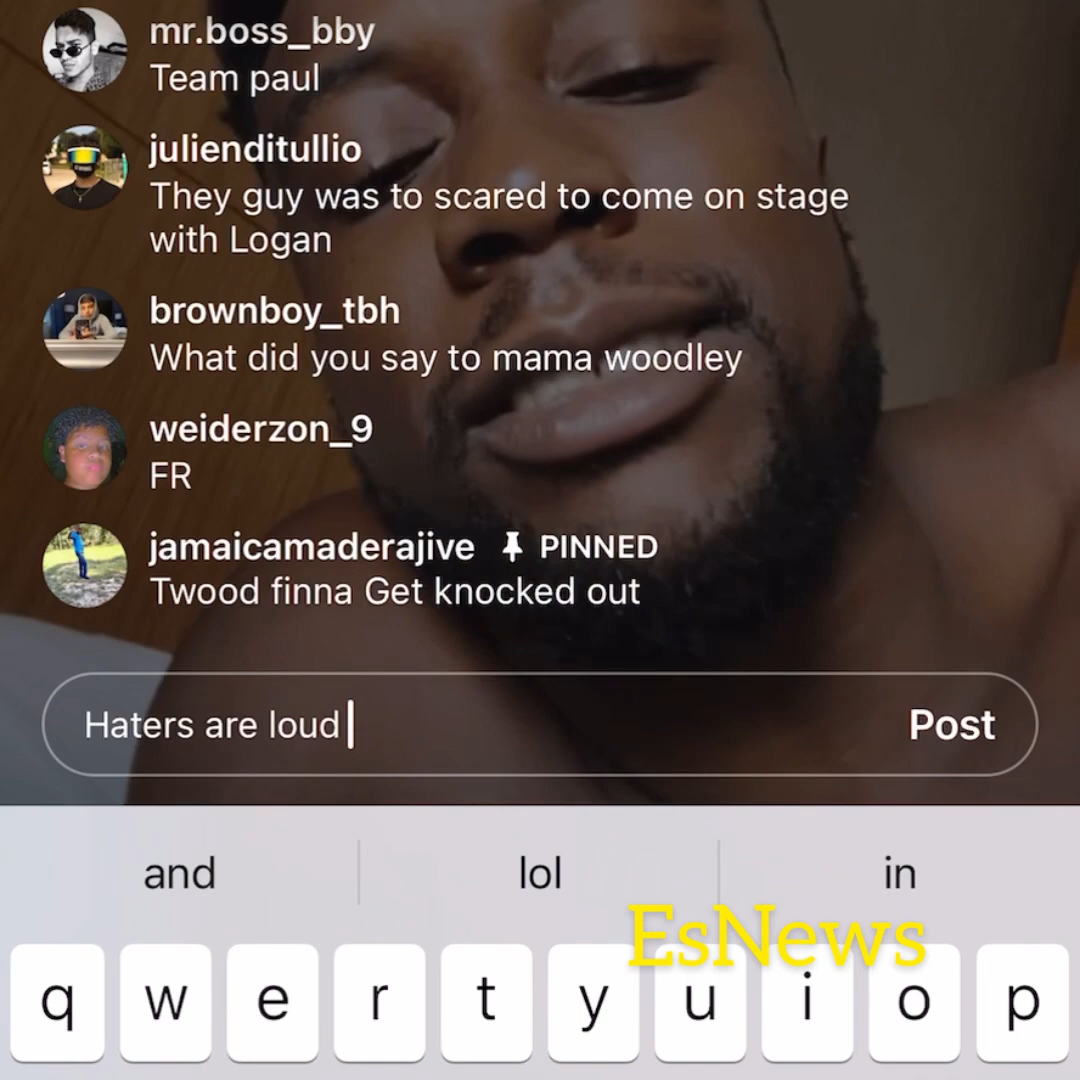 mr.boss_bby
Team paul
julienditullio
They guy was to scared to come on stage
with Logan
brownboy_tbh
What did you say to mama woodley
weiderzon_9
FR
jamaicamaderajive PINNED
Twood finna Get knocked out
Haters are loud Post
and lol in
EsNews
q w e r t y u i o p